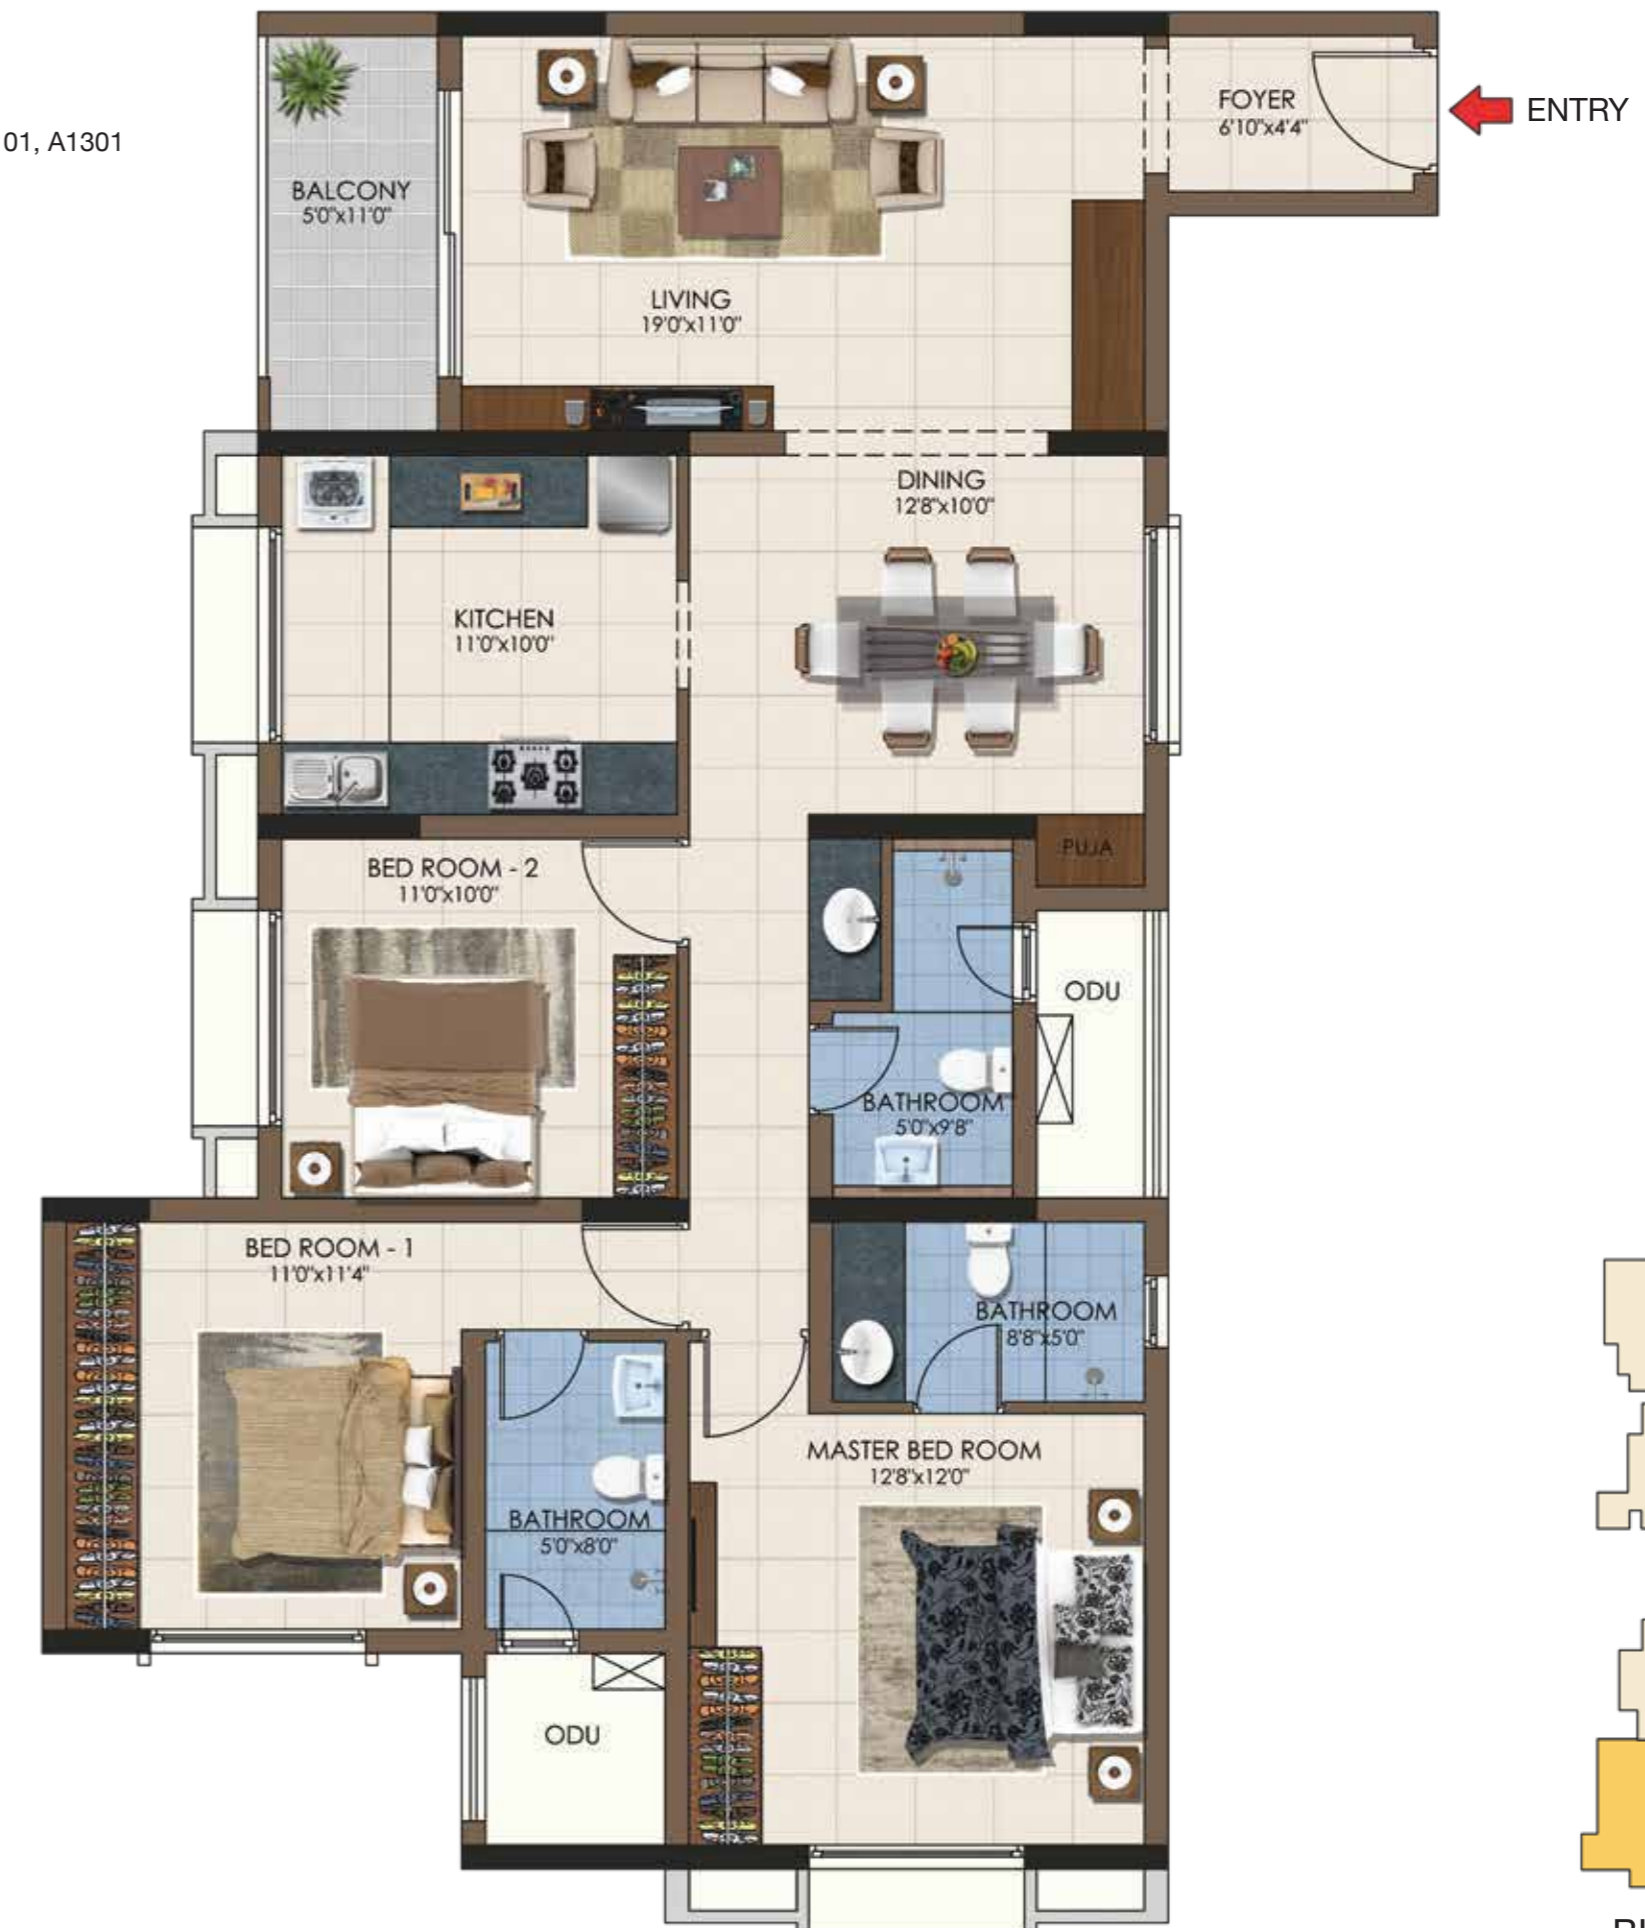 FOYER
6'10"x4'4"
ENTRY
01, A1301
BALCONY
5'0"x11'0"
LIVING
19'0"x11'0"
DINING
12'8"x10'0"
KITCHEN
11'0"x10'0"
PUJA
BED ROOM - 2
11'0"x10'0"
ODU
BATHROOM
5'0"x9'8"
BED ROOM - 1
11'0"x11'4"
BATHROOM
8'8"x5'0"
MASTER BED ROOM
12'8"x12'0"
BATHROOM
5'0"x8'0"
ODU